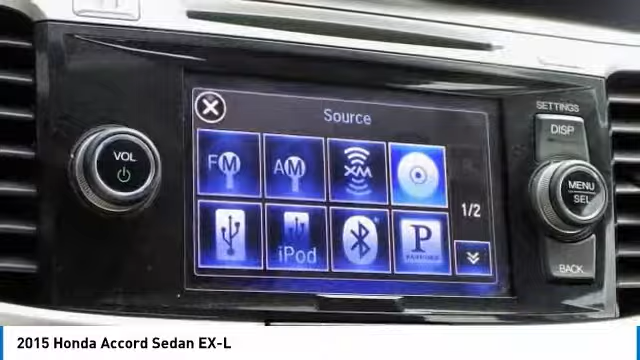 SETTINGS
DISP
Source
VOL
FM
AM
XM
1/2
MENU/
SEL
iPod
P
PANDORA
BACK
2015 Honda Accord Sedan EX-L